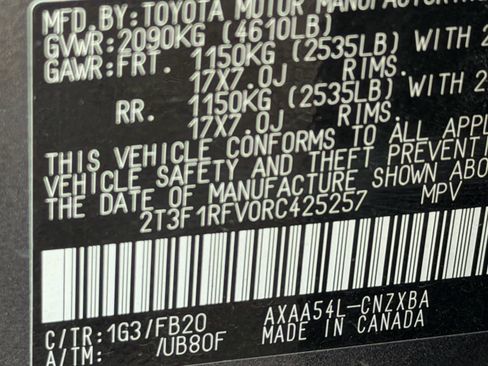 MFD. BY: TOYOTA MOTOR
GVWR: 2090KG (4610LB)
GAWR: FRT. 1150KG (2535LB) WITH
17X7.0J RIMS.
RR. 1150KG (2535LB) WITH
17X7.0J RIMS.
THIS VEHICLE CONFORMS TO ALL
VEHICLE SAFETY AND THEFT PREVENTION
THE DATE OF MANUFACTURE SHOWN ABO
2T3F1RFV0RC425257 MPV
C/TR: 1G3/FB20 AXAA54L-CNZXBA
A/TM: /UB80F MADE IN CANADA